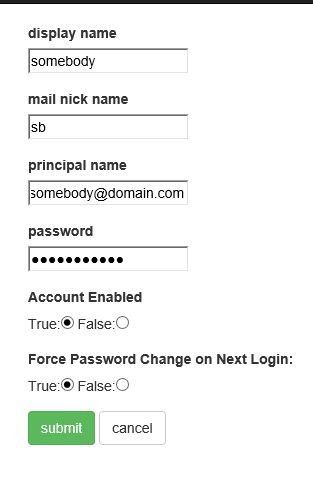 display name
somebody
mail nick name
sb
principal name
somebody@domain.com
password
●●●●●●●●●●●
Account Enabled
True: False:
Force Password Change on Next Login:
True: False:
submit cancel